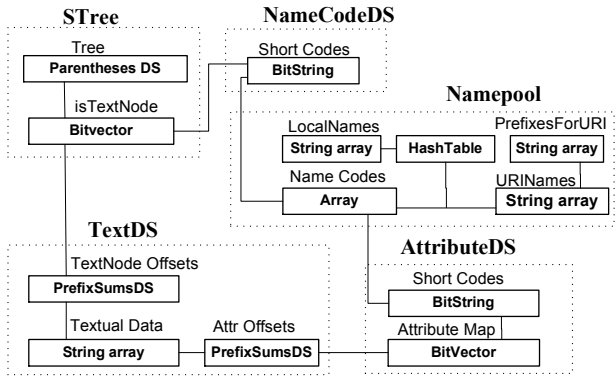 STree
NameCodeDS
Tree
Parentheses DS
Short Codes
BitString
isTextNode
Bitvector
Namepool
LocalNames
PrefixesForURI
String array
HashTable
String array
Name Codes
URINames
Array
String array
TextDS
AttributeDS
TextNode Offsets
PrefixSumsDS
Short Codes
BitString
Textual Data
Attr Offsets
Attribute Map
String array
PrefixSumsDS
BitVector